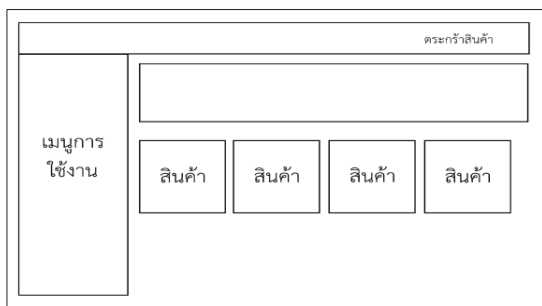 ตระกร้าสินค้า
เมนูการ
ใช้งาน
สินค้า สินค้า สินค้า สินค้า